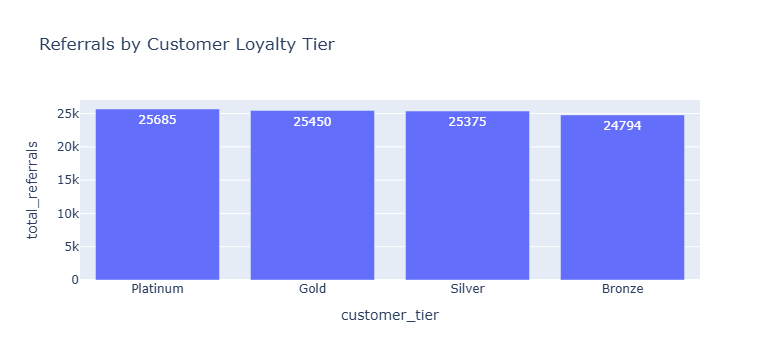 Referrals by Customer Loyalty Tier
total_referrals
25k
20k
15k
10k
5k
0
25685
25450
25375
24794
Platinum
Gold
Silver
Bronze
customer_tier